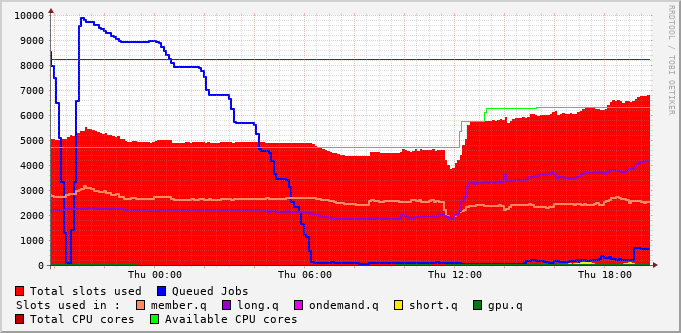 10000
9000
8000
7000
6000
5000
4000
3000
2000
1000
0
Thu 00:00 Thu 06:00 Thu 12:00 Thu 18:00
Total slots used Queued Jobs
Slots used in : member.q long.q ondemand.q short.q gpu.q
Total CPU cores Available CPU cores
RRDTOOL / TOBI OETIKER